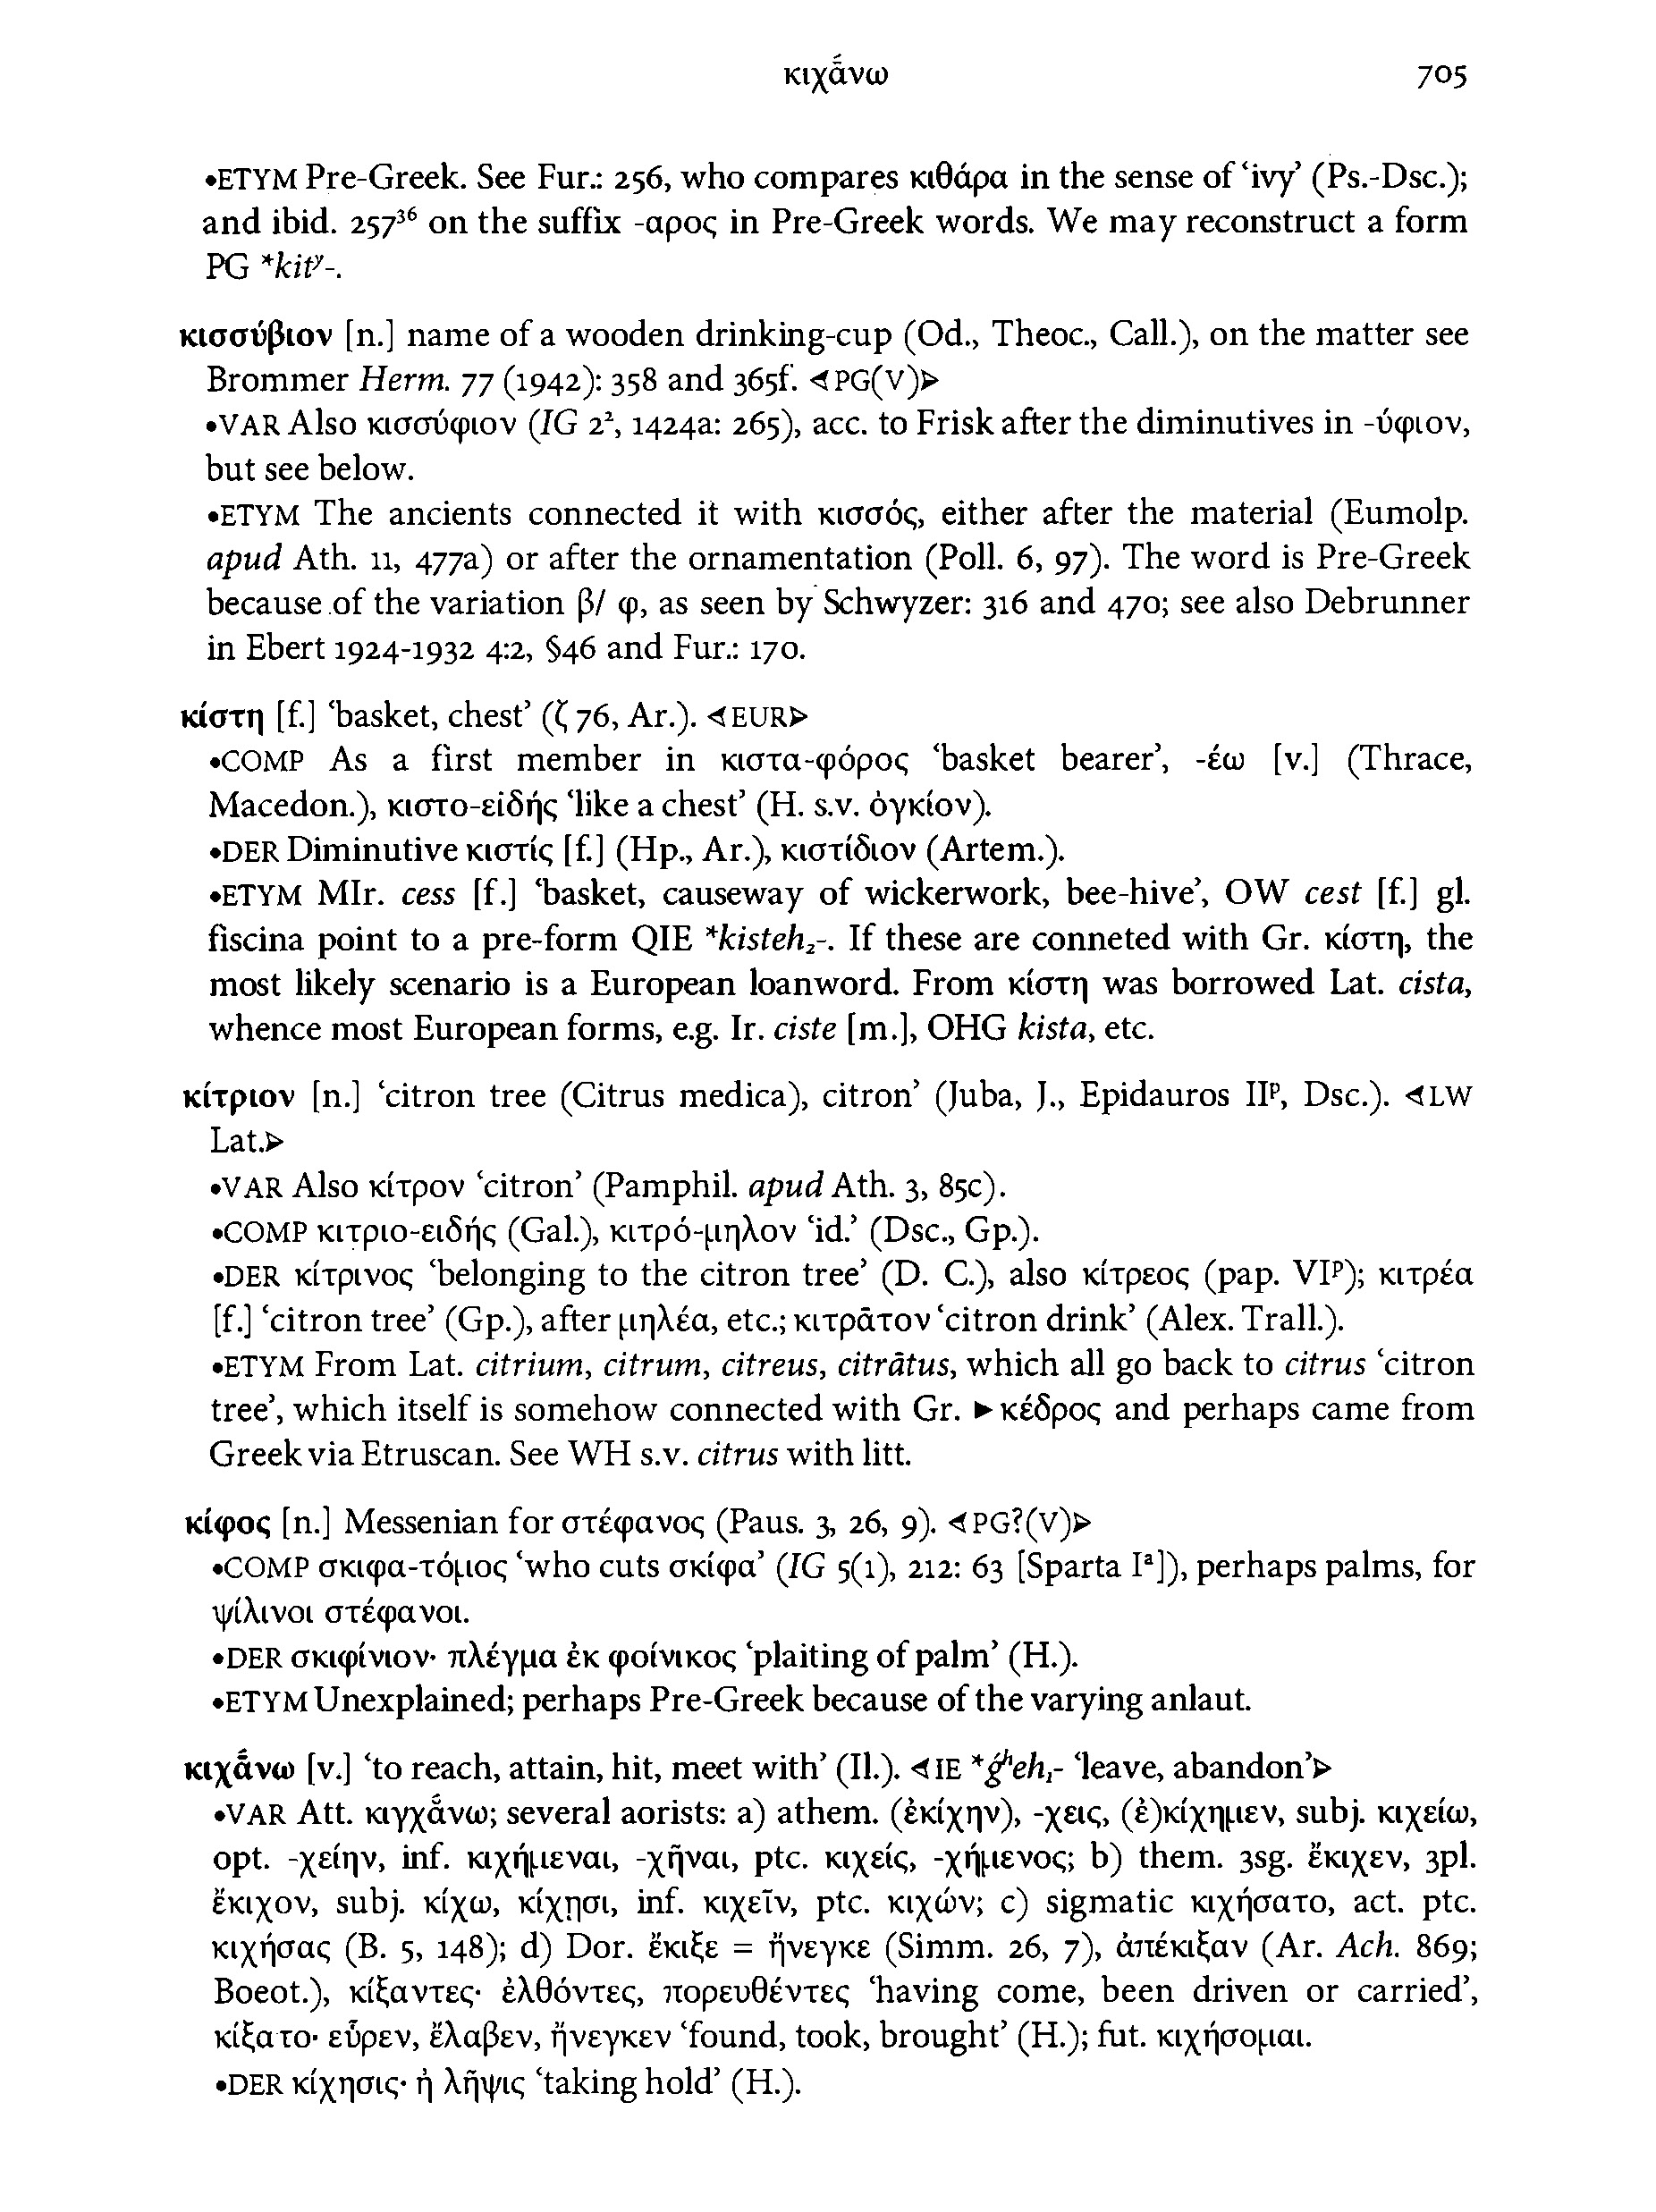 κιχά̄νω 705
•ETYM Pre-Greek. See Fur.: 256, who compares κιθάρα in the sense of ‘ivy’ (Ps.-Dsc.);
and ibid. 257³⁶ on the suffix -αρος in Pre-Greek words. We may reconstruct a form
PG *kitʸ-.
κισσύβιον [n.] name of a wooden drinking-cup (Od., Theoc., Call.), on the matter see
Brommer Herm. 77 (1942): 358 and 365f. ◁PG(V)▷
•VAR Also κισσύφιον (IG 2², 1424a: 265), acc. to Frisk after the diminutives in -ύφιον,
but see below.
•ETYM The ancients connected it with κισσός, either after the material (Eumolp.
apud Ath. 11, 477a) or after the ornamentation (Poll. 6, 97). The word is Pre-Greek
because of the variation β/ φ, as seen by Schwyzer: 316 and 470; see also Debrunner
in Ebert 1924-1932 4:2, §46 and Fur.: 170.
κίστη [f.] ‘basket, chest’ (ζ 76, Ar.). ◁EUR▷
•COMP As a first member in κιστα-φόρος ‘basket bearer’, -έω [v.] (Thrace,
Macedon.), κιστο-ειδής ‘like a chest’ (H. s.v. ὀγκίον).
•DER Diminutive κιστίς [f.] (Hp., Ar.), κιστίδιον (Artem.).
•ETYM MIr. cess [f.] ‘basket, causeway of wickerwork, bee-hive’, OW cest [f.] gl.
fiscina point to a pre-form QIE *kisteh₂-. If these are conneted with Gr. κίστη, the
most likely scenario is a European loanword. From κίστη was borrowed Lat. cista,
whence most European forms, e.g. Ir. ciste [m.], OHG kista, etc.
κίτριον [n.] ‘citron tree (Citrus medica), citron’ (Juba, J., Epidauros IIᵖ, Dsc.). ◁LW
Lat.▷
•VAR Also κίτρον ‘citron’ (Pamphil. apud Ath. 3, 85c).
•COMP κιτριο-ειδής (Gal.), κιτρό-μηλον ‘id.’ (Dsc., Gp.).
•DER κίτρινος ‘belonging to the citron tree’ (D. C.), also κίτρεος (pap. VIᵖ); κιτρέα
[f.] ‘citron tree’ (Gp.), after μηλέα, etc.; κιτρᾶτον ‘citron drink’ (Alex. Trall.).
•ETYM From Lat. citrium, citrum, citreus, citrātus, which all go back to citrus ‘citron
tree’, which itself is somehow connected with Gr. ►κέδρος and perhaps came from
Greek via Etruscan. See WH s.v. citrus with litt.
κίφος [n.] Messenian for στέφανος (Paus. 3, 26, 9). ◁PG?(V)▷
•COMP σκιφα-τόμος ‘who cuts σκίφα’ (IG 5(1), 212: 63 [Sparta Iᵃ]), perhaps palms, for
ψίλινοι στέφανοι.
•DER σκιφίνιον· πλέγμα ἐκ φοίνικος ‘plaiting of palm’ (H.).
•ETYM Unexplained; perhaps Pre-Greek because of the varying anlaut.
κιχά̄νω [v.] ‘to reach, attain, hit, meet with’ (Il.). ◁IE *ǵʰeh₁- ‘leave, abandon’▷
•VAR Att. κιγχά̄νω; several aorists: a) athem. (ἐκίχην), -χεις, (ἐ)κίχημεν, subj. κιχείω,
opt. -χείην, inf. κιχήμεναι, -χῆναι, ptc. κιχείς, -χήμενος; b) them. 3sg. ἔκιχεν, 3pl.
ἔκιχον, subj. κίχω, κίχησι, inf. κιχεῖν, ptc. κιχών; c) sigmatic κιχήσατο, act. ptc.
κιχήσας (B. 5, 148); d) Dor. ἔκιξε = ἤνεγκε (Simm. 26, 7), ἀπέκιξαν (Ar. Ach. 869;
Boeot.), κίξαντες· ἐλθόντες, πορευθέντες ‘having come, been driven or carried’,
κίξατο· εὗρεν, ἔλαβεν, ἤνεγκεν ‘found, took, brought’ (H.); fut. κιχήσομαι.
•DER κίχησις· ἡ λῆψις ‘taking hold’ (H.).